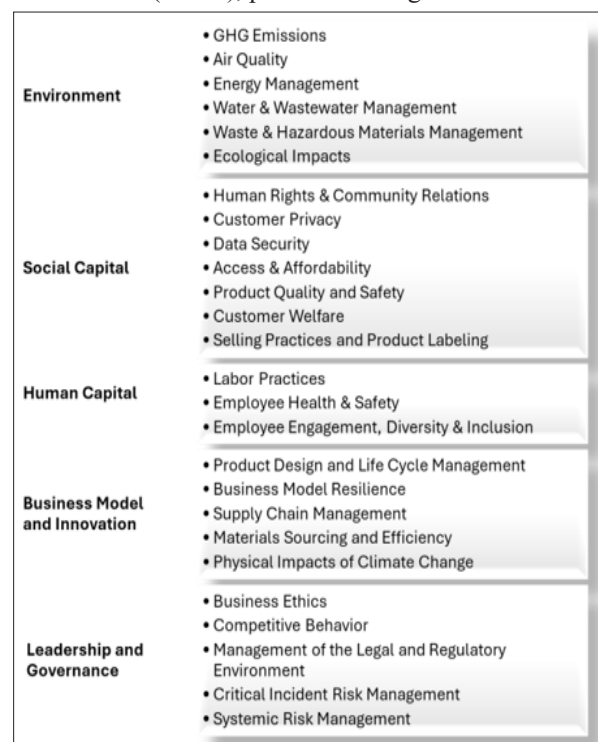 Environment
• GHG Emissions
• Air Quality
• Energy Management
• Water & Wastewater Management
• Waste & Hazardous Materials Management
• Ecological Impacts
Social Capital
• Human Rights & Community Relations
• Customer Privacy
• Data Security
• Access & Affordability
• Product Quality and Safety
• Customer Welfare
• Selling Practices and Product Labeling
Human Capital
• Labor Practices
• Employee Health & Safety
• Employee Engagement, Diversity & Inclusion
Business Model
and Innovation
• Product Design and Life Cycle Management
• Business Model Resilience
• Supply Chain Management
• Materials Sourcing and Efficiency
• Physical Impacts of Climate Change
Leadership and
Governance
• Business Ethics
• Competitive Behavior
• Management of the Legal and Regulatory
Environment
• Critical Incident Risk Management
• Systemic Risk Management